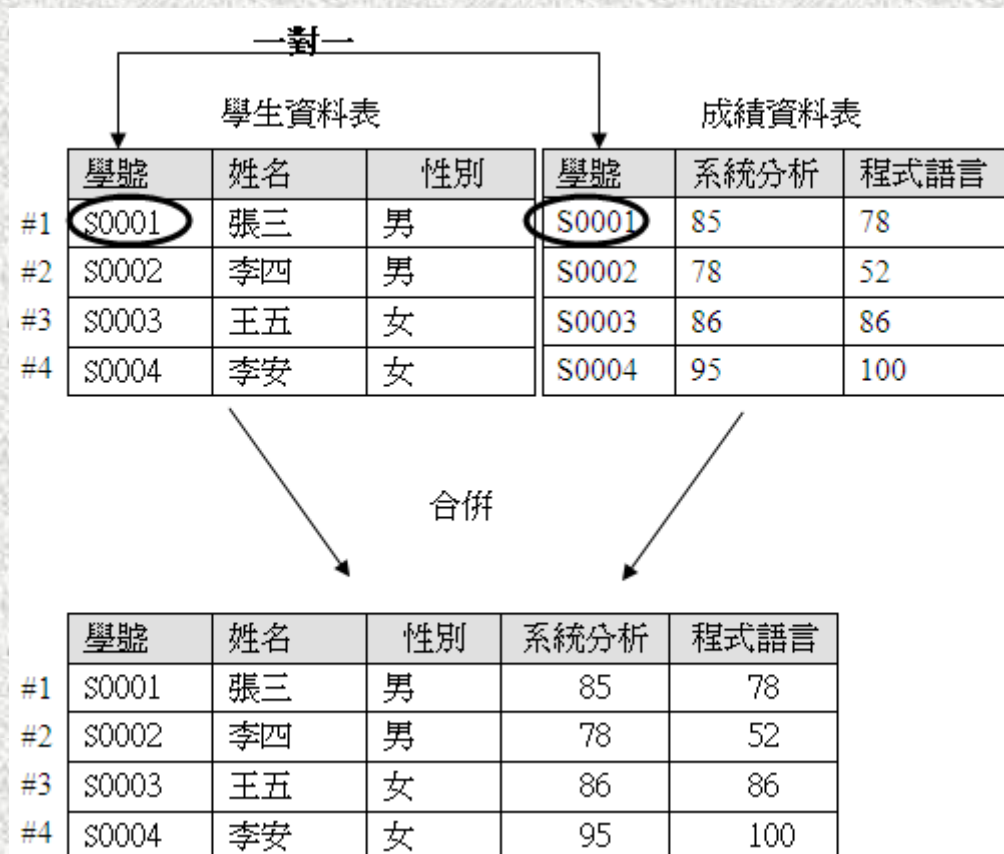 一對一
學生資料表 成績資料表
學號 姓名 性別 學號 系統分析 程式語言
#1 S0001 張三 男 S0001 85 78
#2 S0002 李四 男 S0002 78 52
#3 S0003 王五 女 S0003 86 86
#4 S0004 李安 女 S0004 95 100
合併
學號 姓名 性別 系統分析 程式語言
#1 S0001 張三 男 85 78
#2 S0002 李四 男 78 52
#3 S0003 王五 女 86 86
#4 S0004 李安 女 95 100